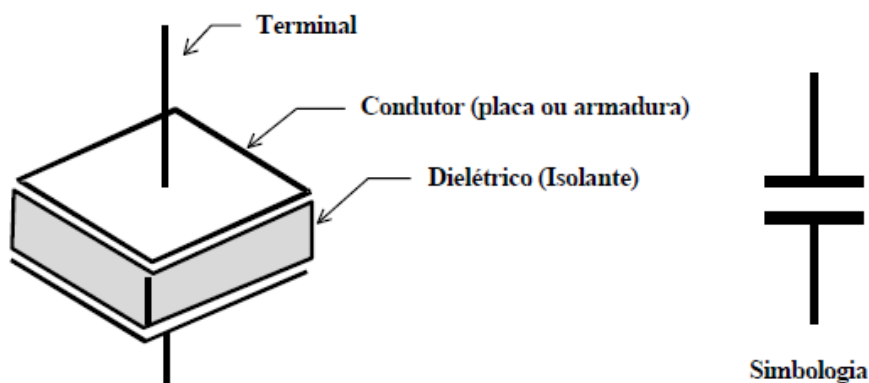 Terminal
Condutor (placa ou armadura)
Dielétrico (Isolante)
Simbologia